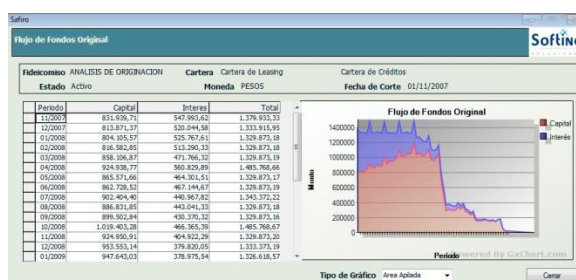 Safiro
Flujo de Fondos Original
Softine
Fideicomiso ANALISIS DE ORIGINACION Cartera Cartera de Leasing Cartera de Créditos
Estado Activo Moneda PESOS Fecha de Corte 01/11/2007
Periodo Capital Interes Total
11/2007 831.939,71 547.993,62 1.379.933,33
12/2007 813.871,37 520.044,58 1.333.915,95
01/2008 804.105,57 525.767,61 1.329.873,18
02/2008 816.582,85 513.290,33 1.329.873,18
03/2008 858.106,87 471.766,32 1.329.873,19
04/2008 924.938,77 560.829,89 1.485.768,66
05/2008 865.571,66 464.301,51 1.329.873,17
06/2008 862.728,52 467.144,67 1.329.873,19
07/2008 902.404,40 440.967,82 1.343.372,22
08/2008 886.831,85 443.041,33 1.329.873,18
09/2008 899.502,84 430.370,32 1.329.873,16
10/2008 1.019.403,28 466.365,39 1.485.768,67
11/2008 924.950,91 404.922,29 1.329.873,20
12/2008 953.553,14 379.820,05 1.333.373,19
01/2009 947.643,03 378.975,54 1.326.618,57
Flujo de Fondos Original
Capital
Interes
Monto
1400000
1200000
1000000
800000
600000
400000
200000
0
Periodo
wered by GxChart.com
Tipo de Gráfico Area Apilada
Cerrar